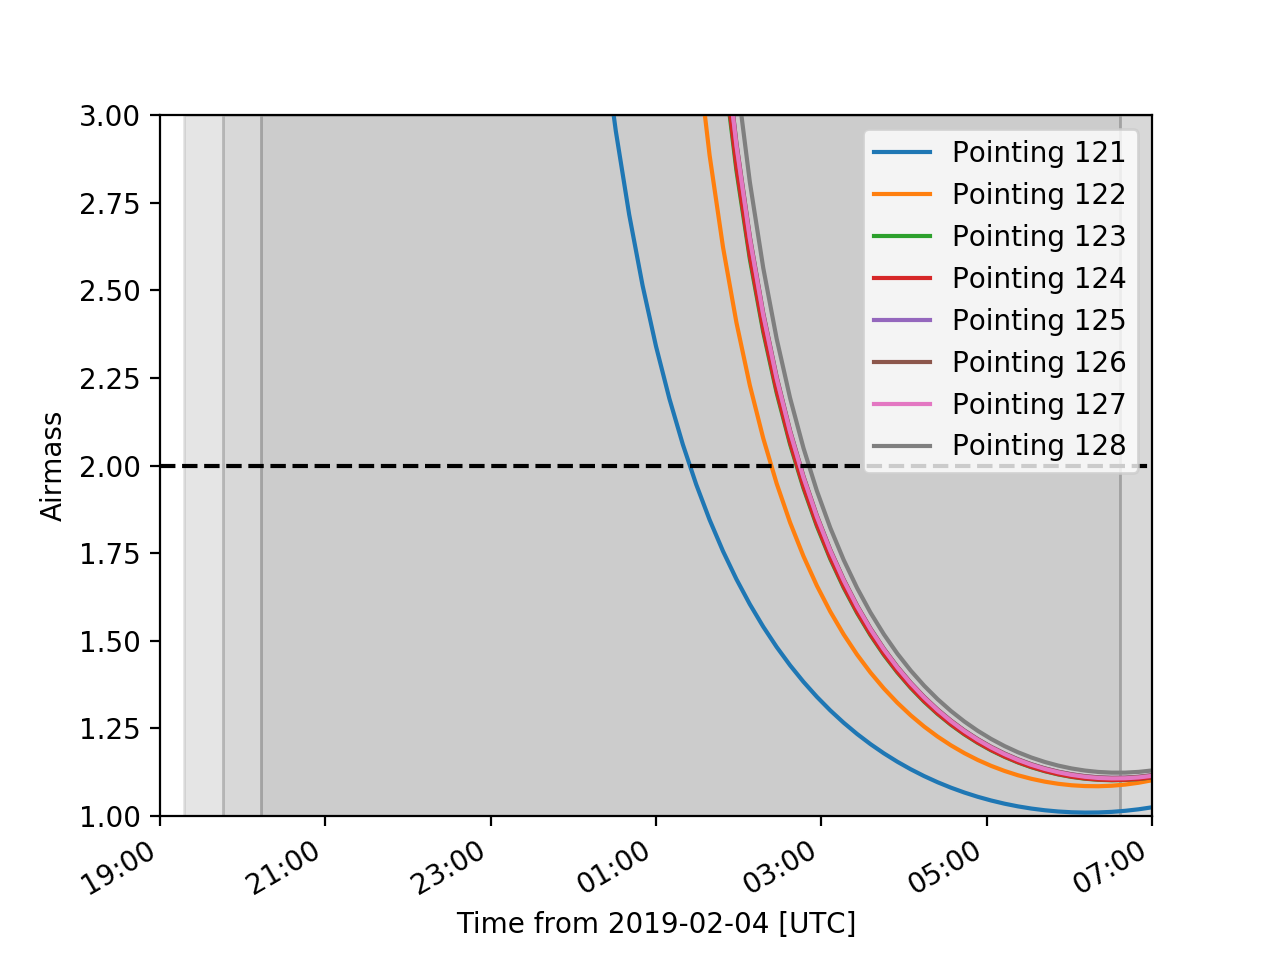 3.00
2.75
2.50
2.25
2.00
1.75
1.50
1.25
1.00
Airmass
Pointing 121
Pointing 122
Pointing 123
Pointing 124
Pointing 125
Pointing 126
Pointing 127
Pointing 128
19:00 21:00 23:00 01:00 03:00 05:00 07:00
Time from 2019-02-04 [UTC]